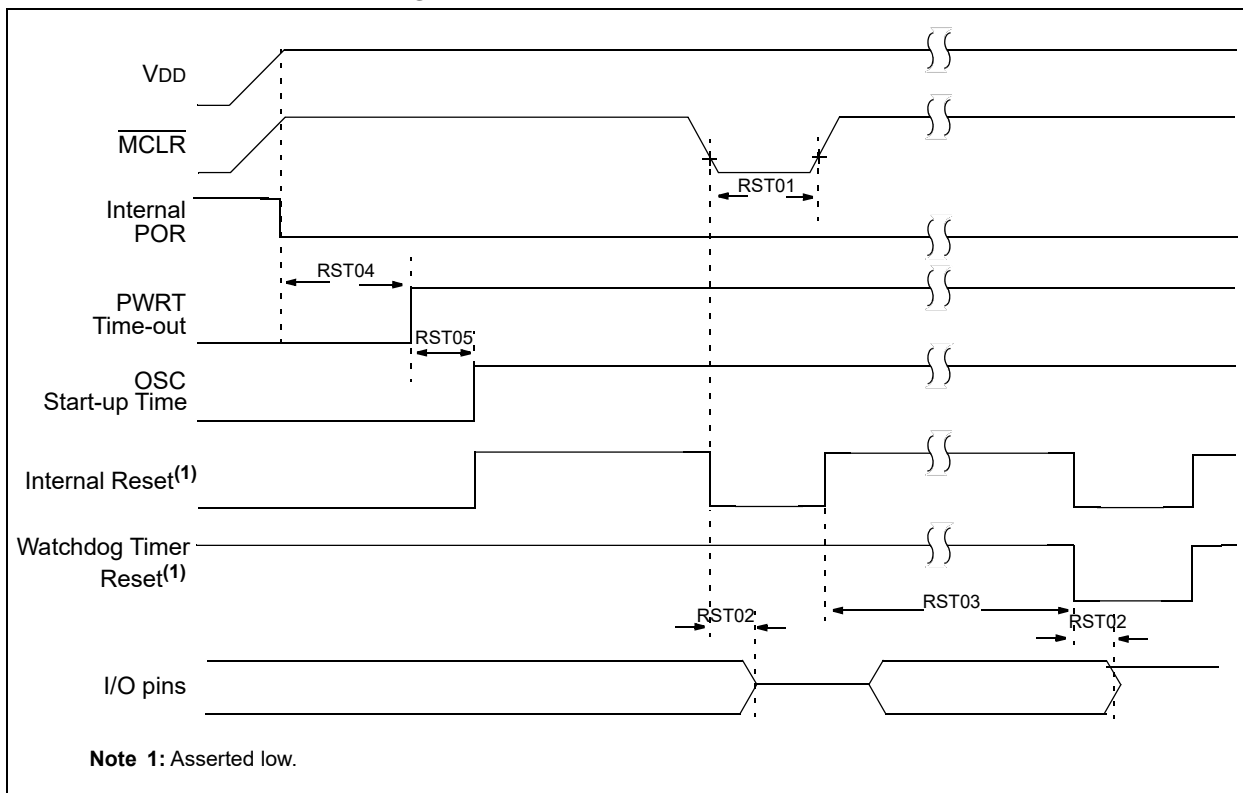 VDD
MCLR
RST01
Internal
POR
RST04
PWRT
Time-out
RST05
OSC
Start-up Time
Internal Reset(1)
Watchdog Timer
Reset(1)
RST03
RST02
RST02
I/O pins
Note 1: Asserted low.